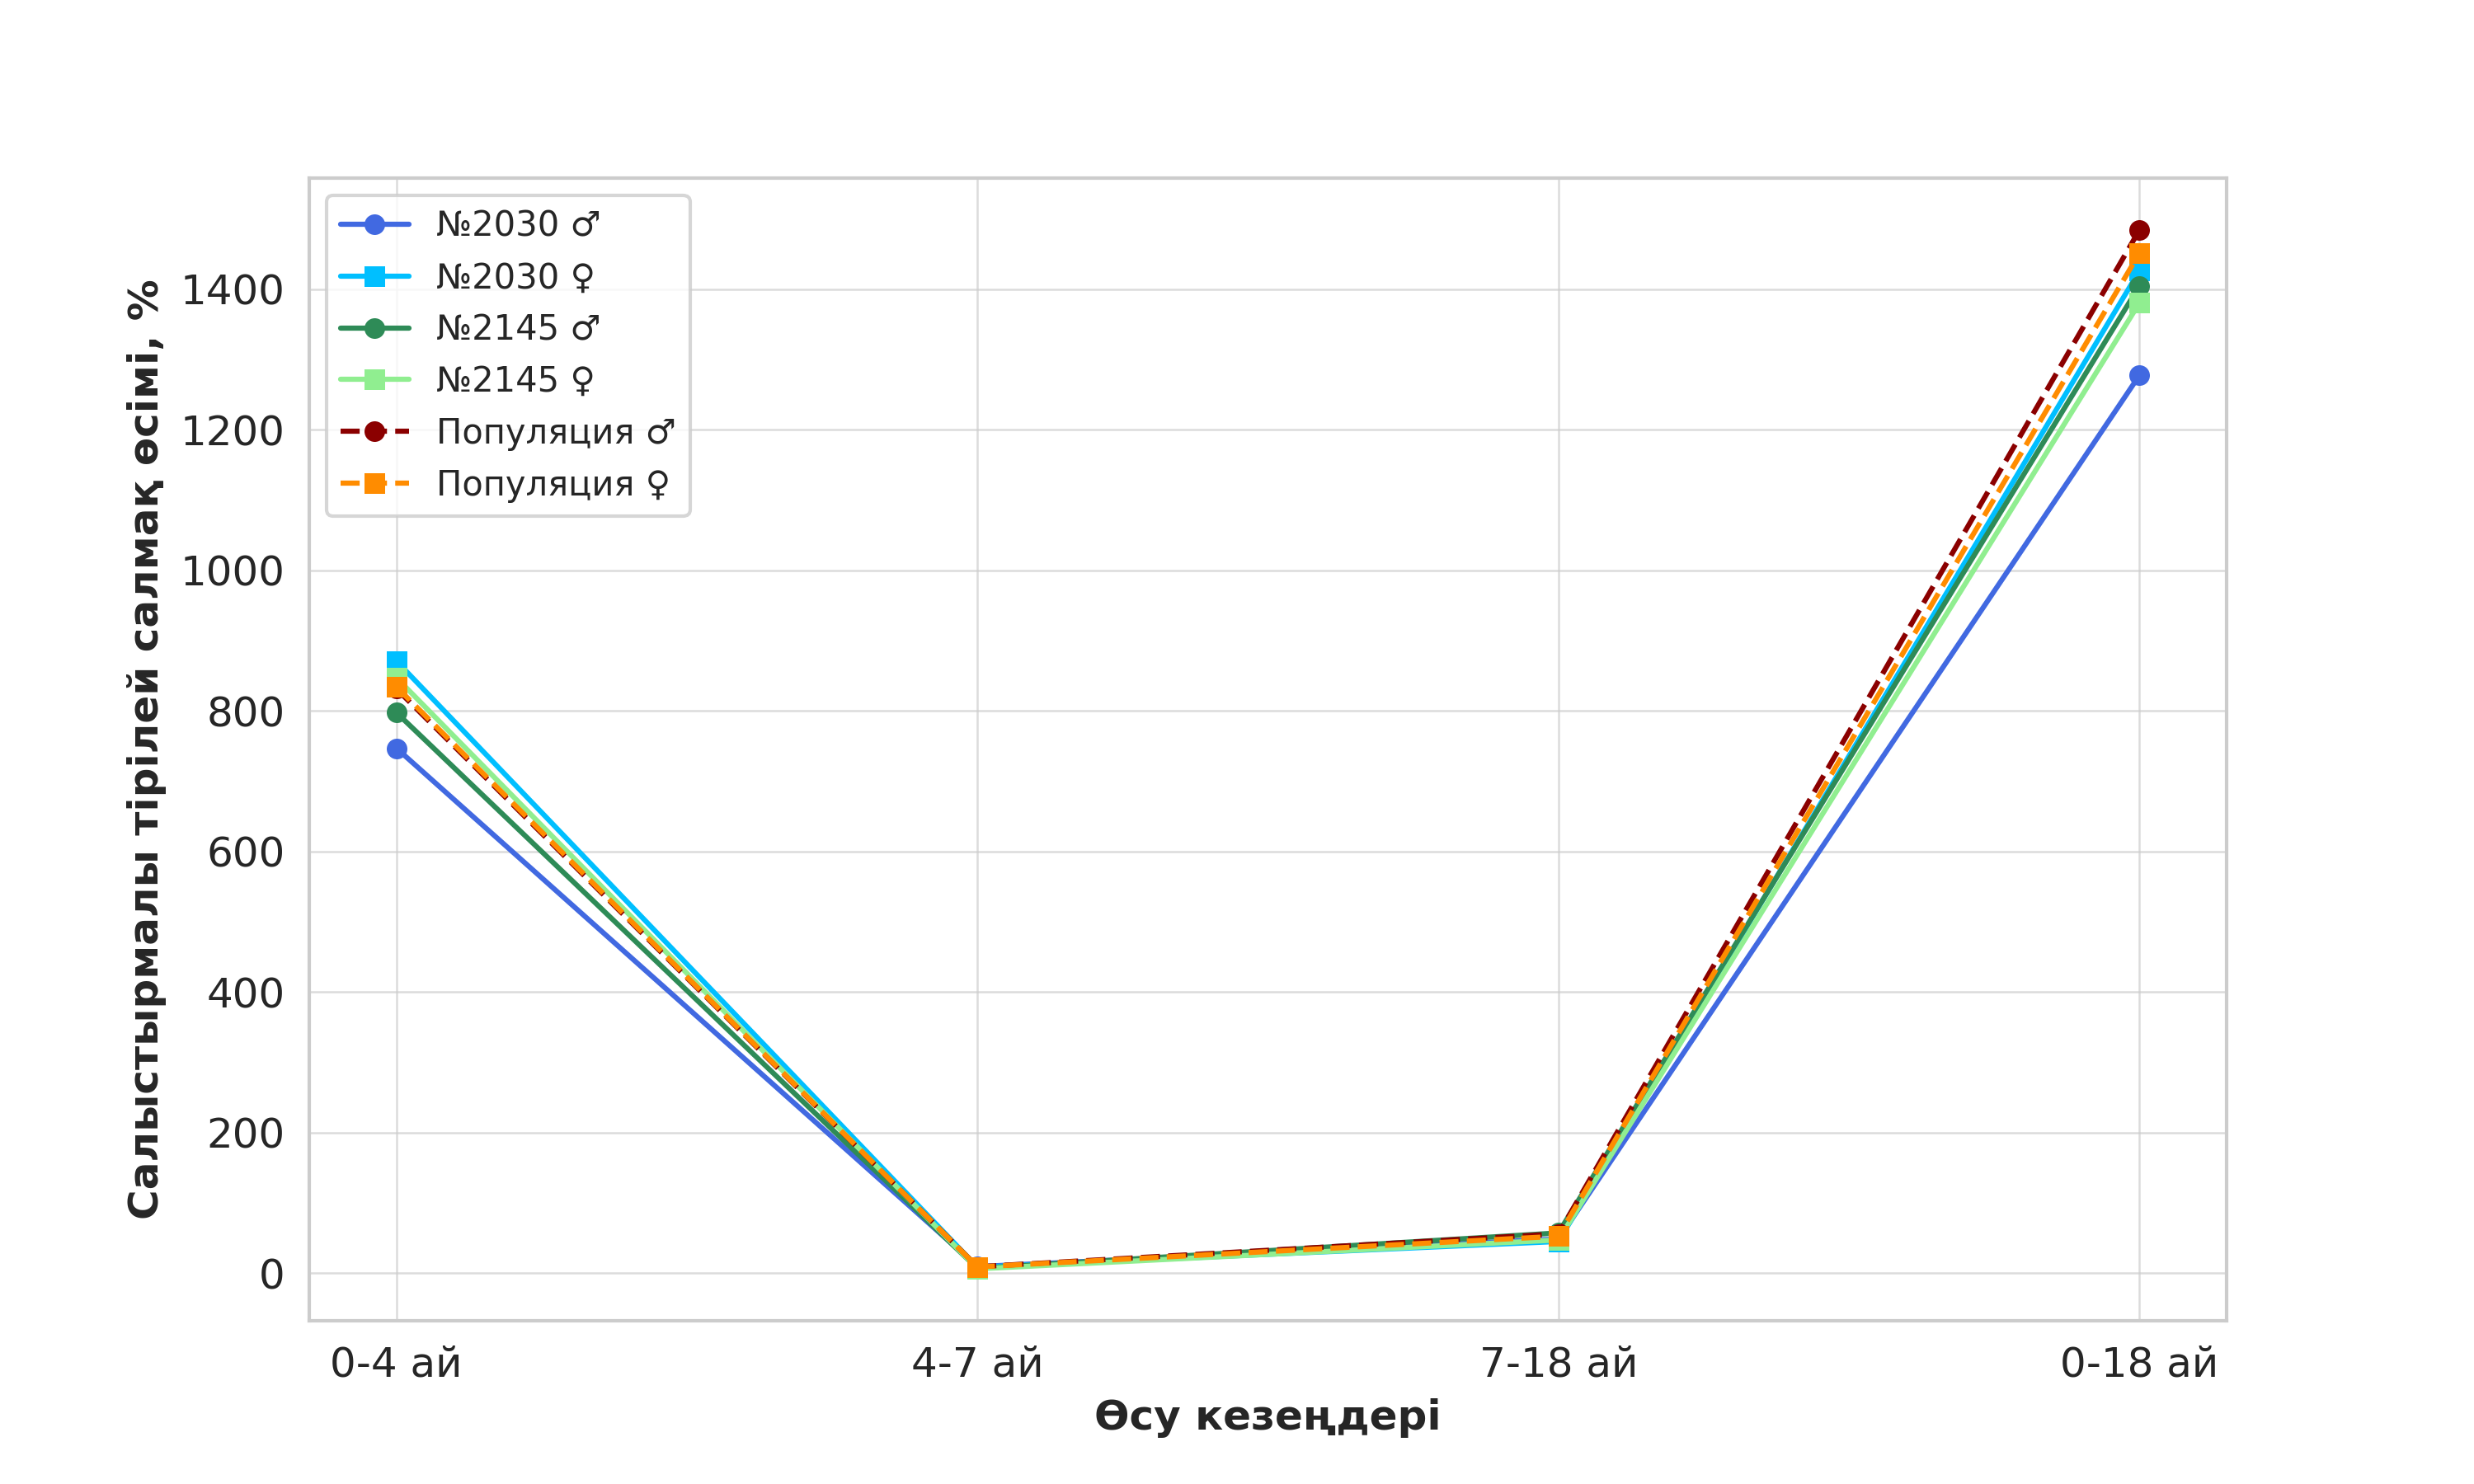 №2030 ♂
№2030 ♀
№2145 ♂
№2145 ♀
Популяция ♂
Популяция ♀
Салыстырмалы тірілей салмақ өсімі, %
1400
1200
1000
800
600
400
200
0
0-4 ай
4-7 ай
7-18 ай
0-18 ай
Өсу кезеңдері